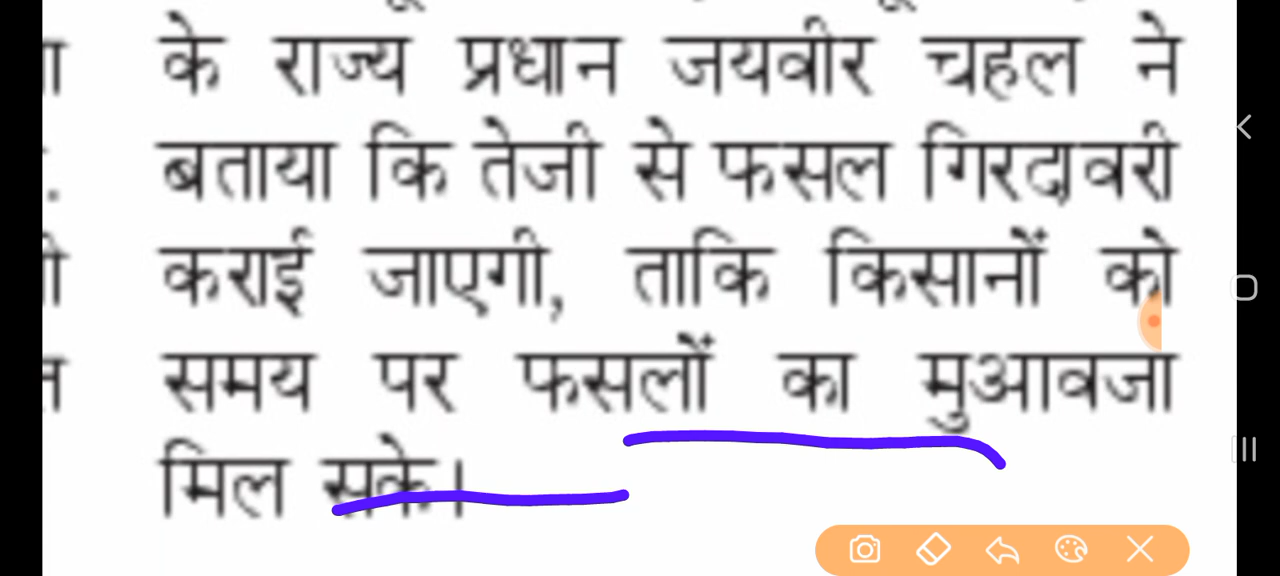 के राज्य प्रधान जयवीर चहल ने
बताया कि तेजी से फसल गिरदावरी
कराई जाएगी, ताकि किसानों को
समय पर फसलों का मुआवजा
मिल सके।